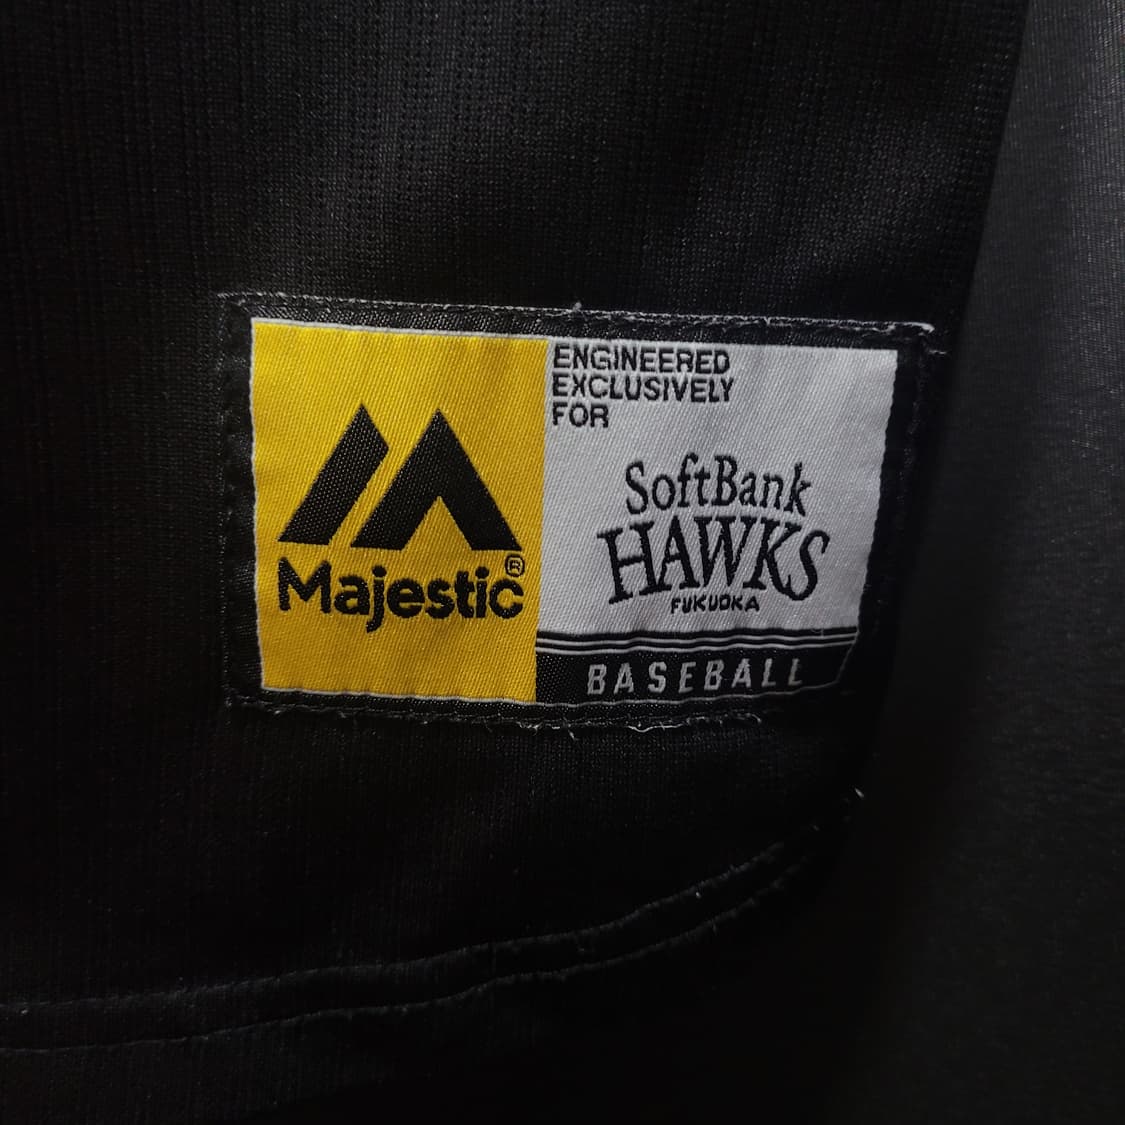 Majestic®
ENGINEERED
EXCLUSIVELY
FOR
SoftBank
HAWKS
FUKUOKA
BASEBALL